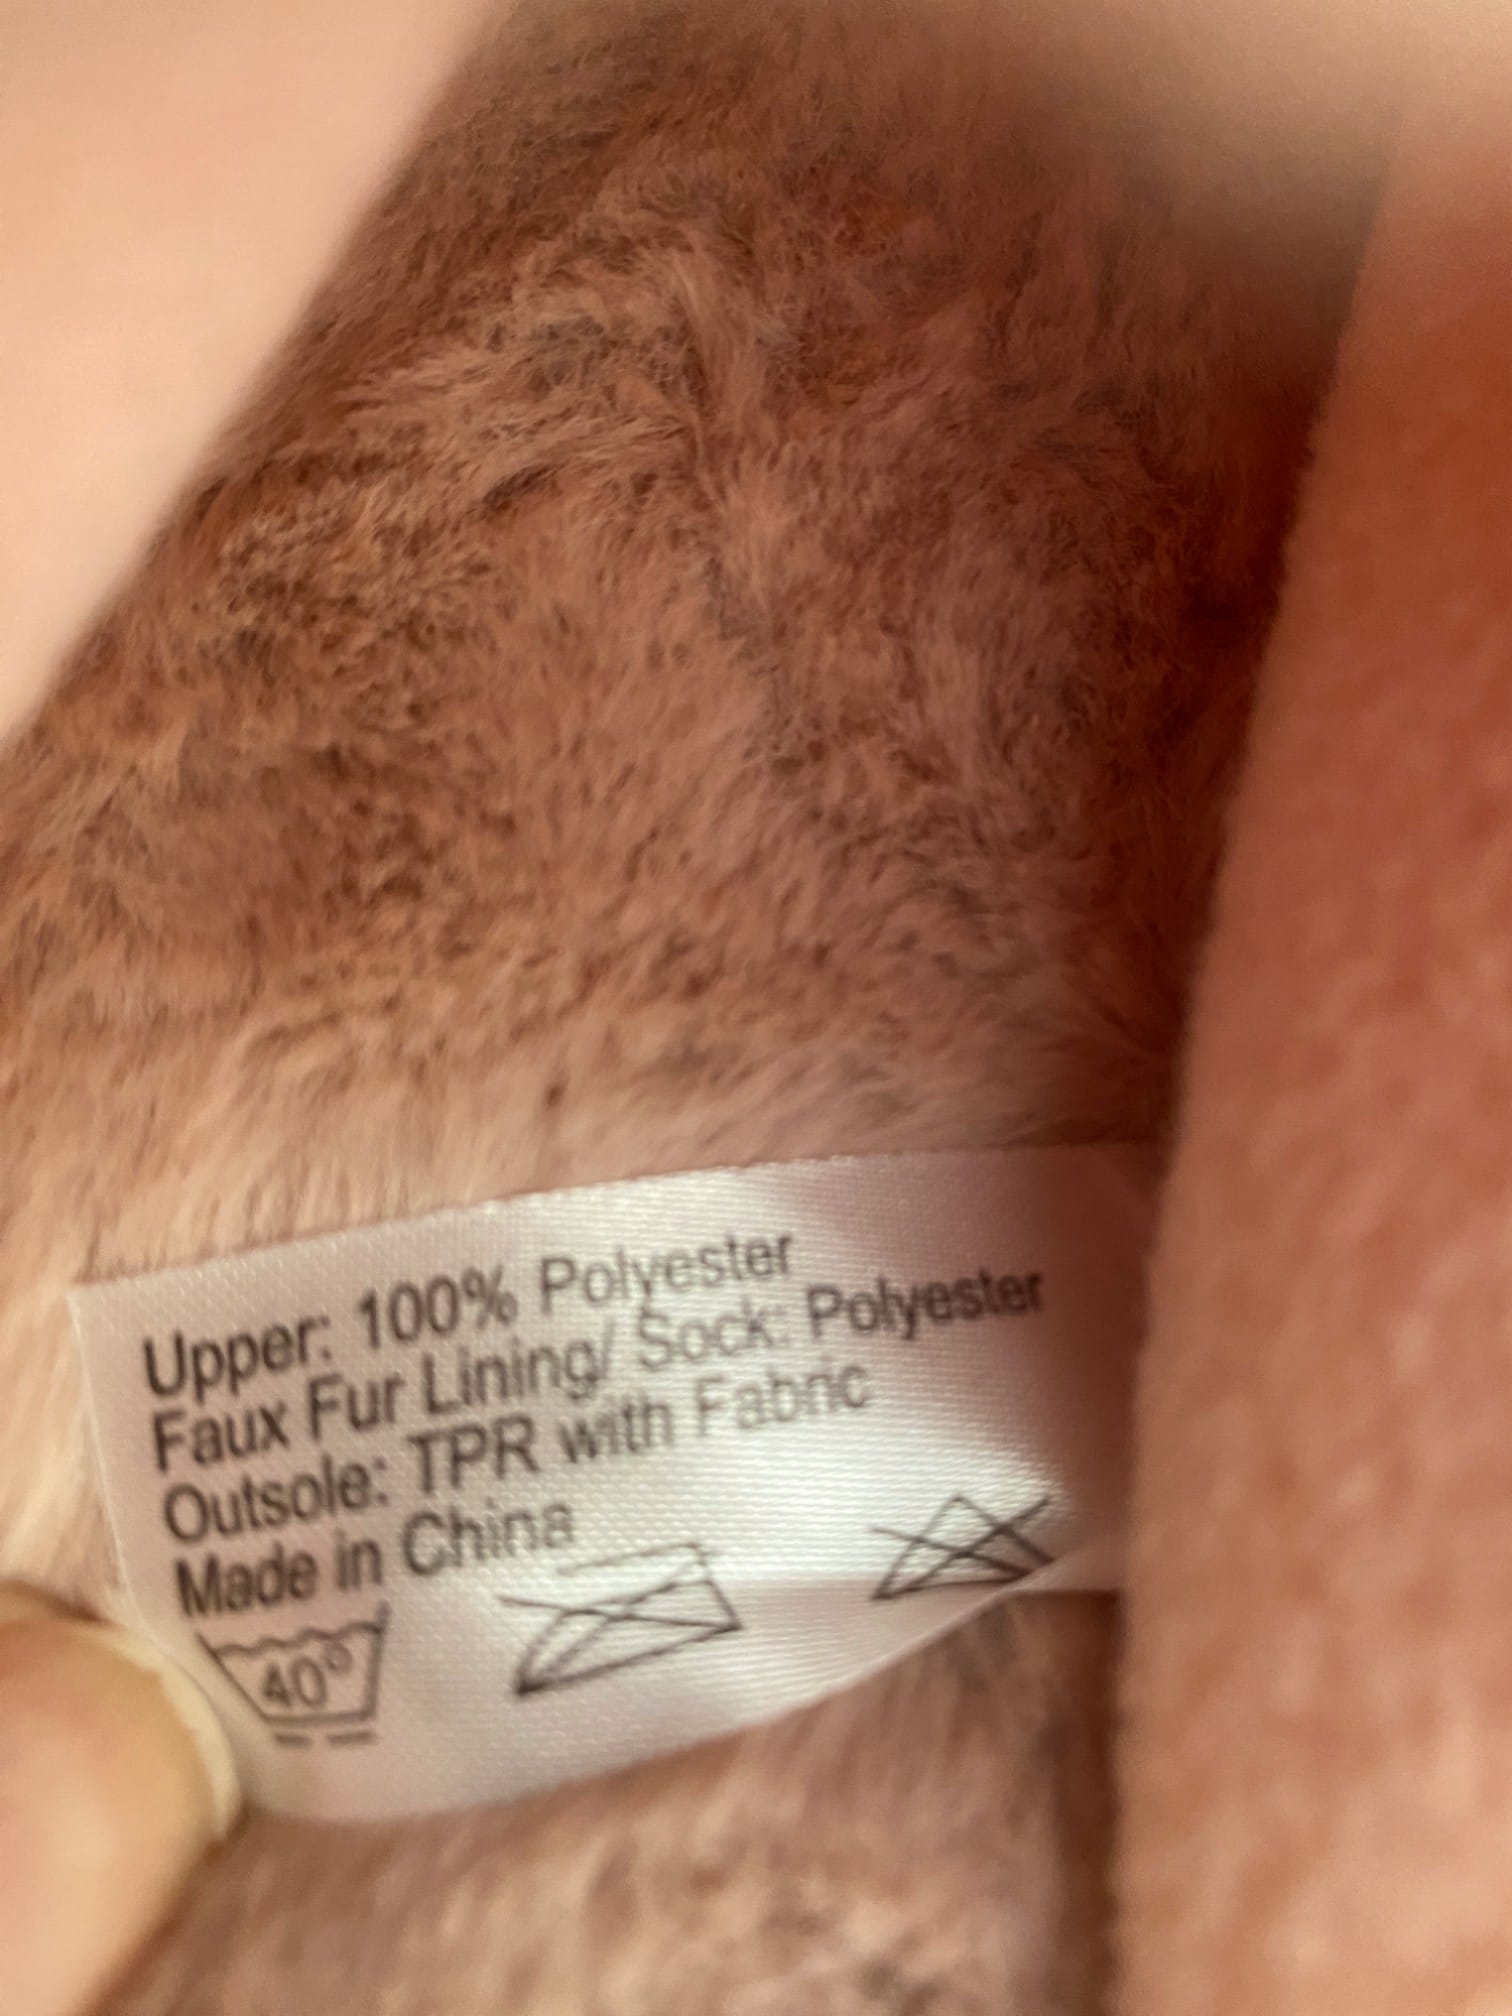 Upper: 100% Polyester
Faux Fur Lining/ Sock: Polyester
Outsole: TPR with Fabric
Made in China
40°